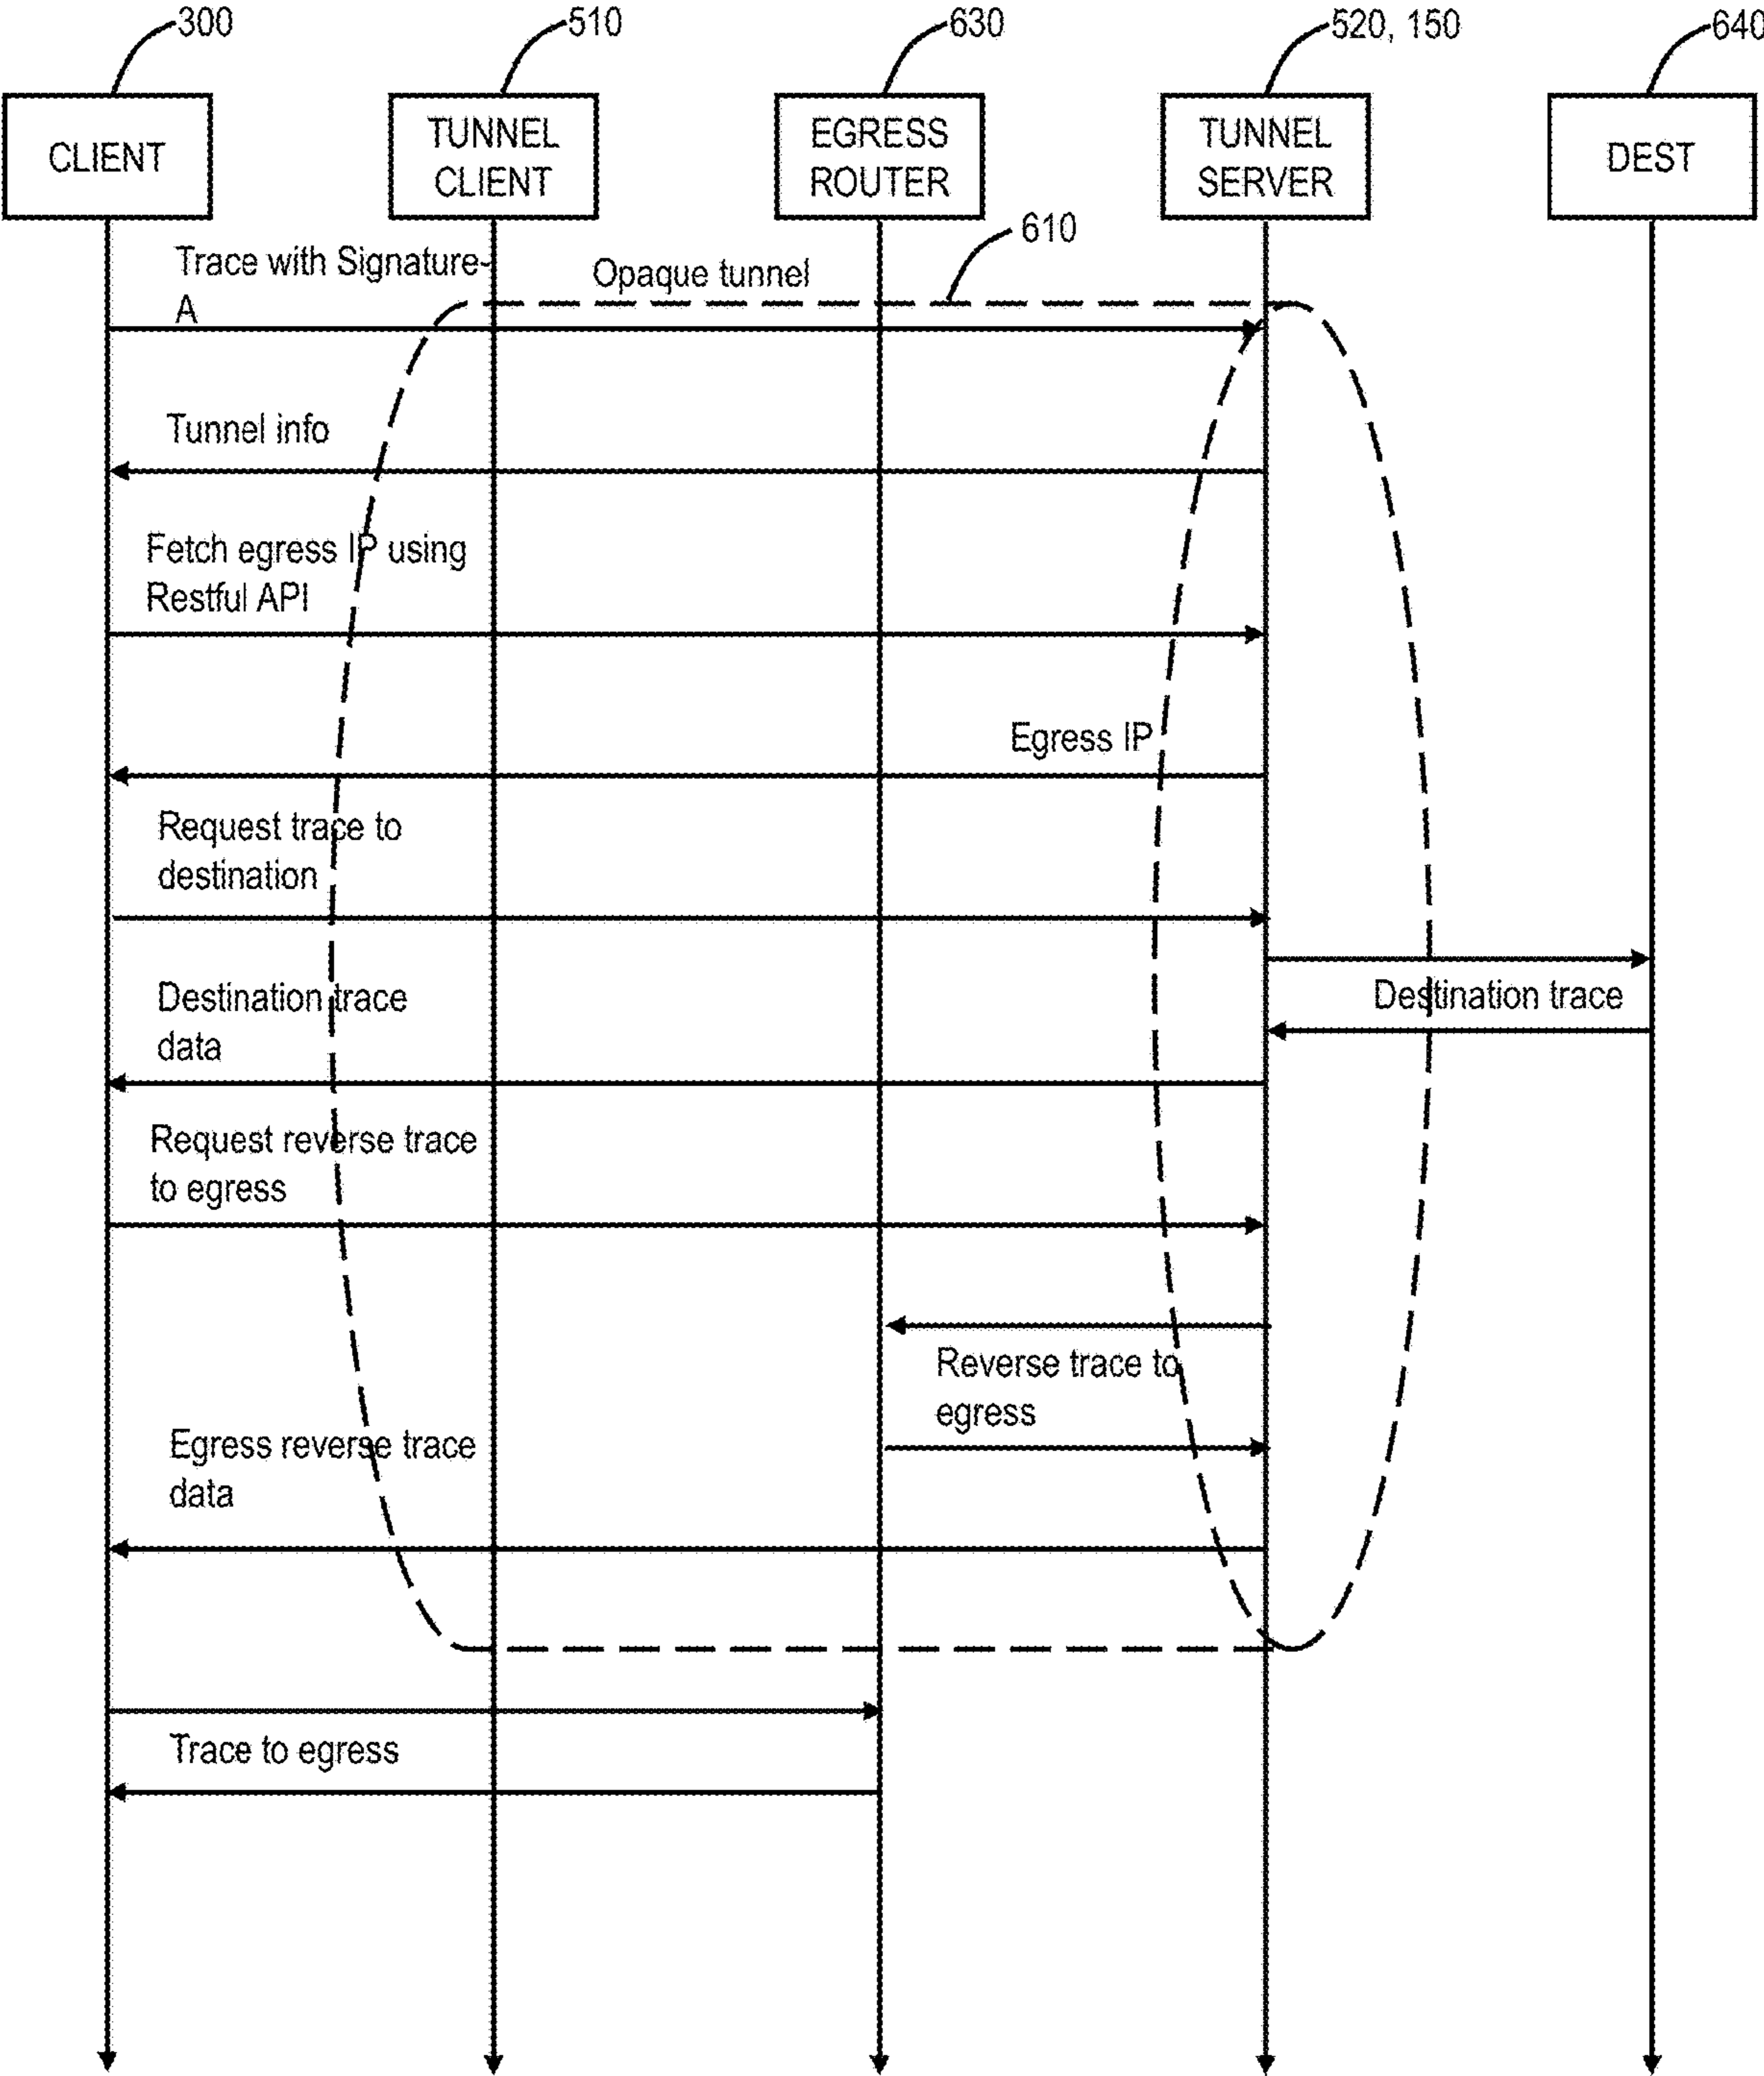 300
510
630
520, 150
640
CLIENT
TUNNEL
CLIENT
EGRESS
ROUTER
TUNNEL
SERVER
DEST
610
Trace with Signature-
A
Opaque tunnel
Tunnel info
Fetch egress IP using
Restful API
Egress IP
Request trace to
destination
Destination trace
Destination trace
data
Request reverse trace
to egress
Reverse trace to
egress
Egress reverse trace
data
Trace to egress